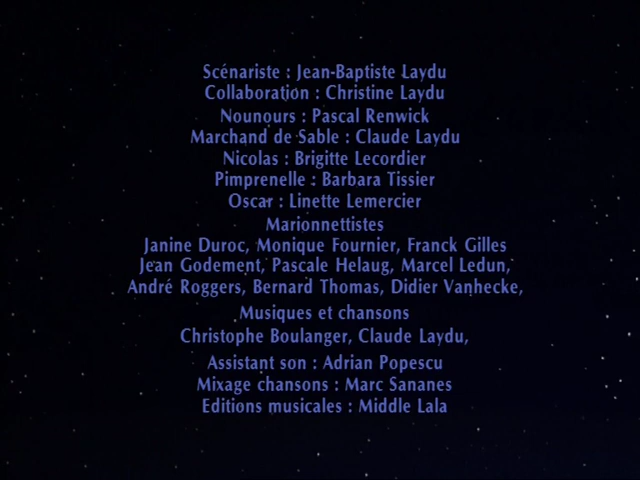 Scénariste : Jean-Baptiste Laydu
Collaboration : Christine Laydu
Nounours : Pascal Renwick
Marchand de Sable : Claude Laydu
Nicolas : Brigitte Lecordier
Pimprenelle : Barbara Tissier
Oscar : Linette Lemercier
Marionnettistes
Janine Duroc, Monique Fournier, Franck Gilles
Jean Godement, Pascale Helaug, Marcel Ledun,
André Roggers, Bernard Thomas, Didier Vanhecke,
Musiques et chansons
Christophe Boulanger, Claude Laydu,
Assistant son : Adrian Popescu
Mixage chansons : Marc Sananes
Editions musicales : Middle Lala